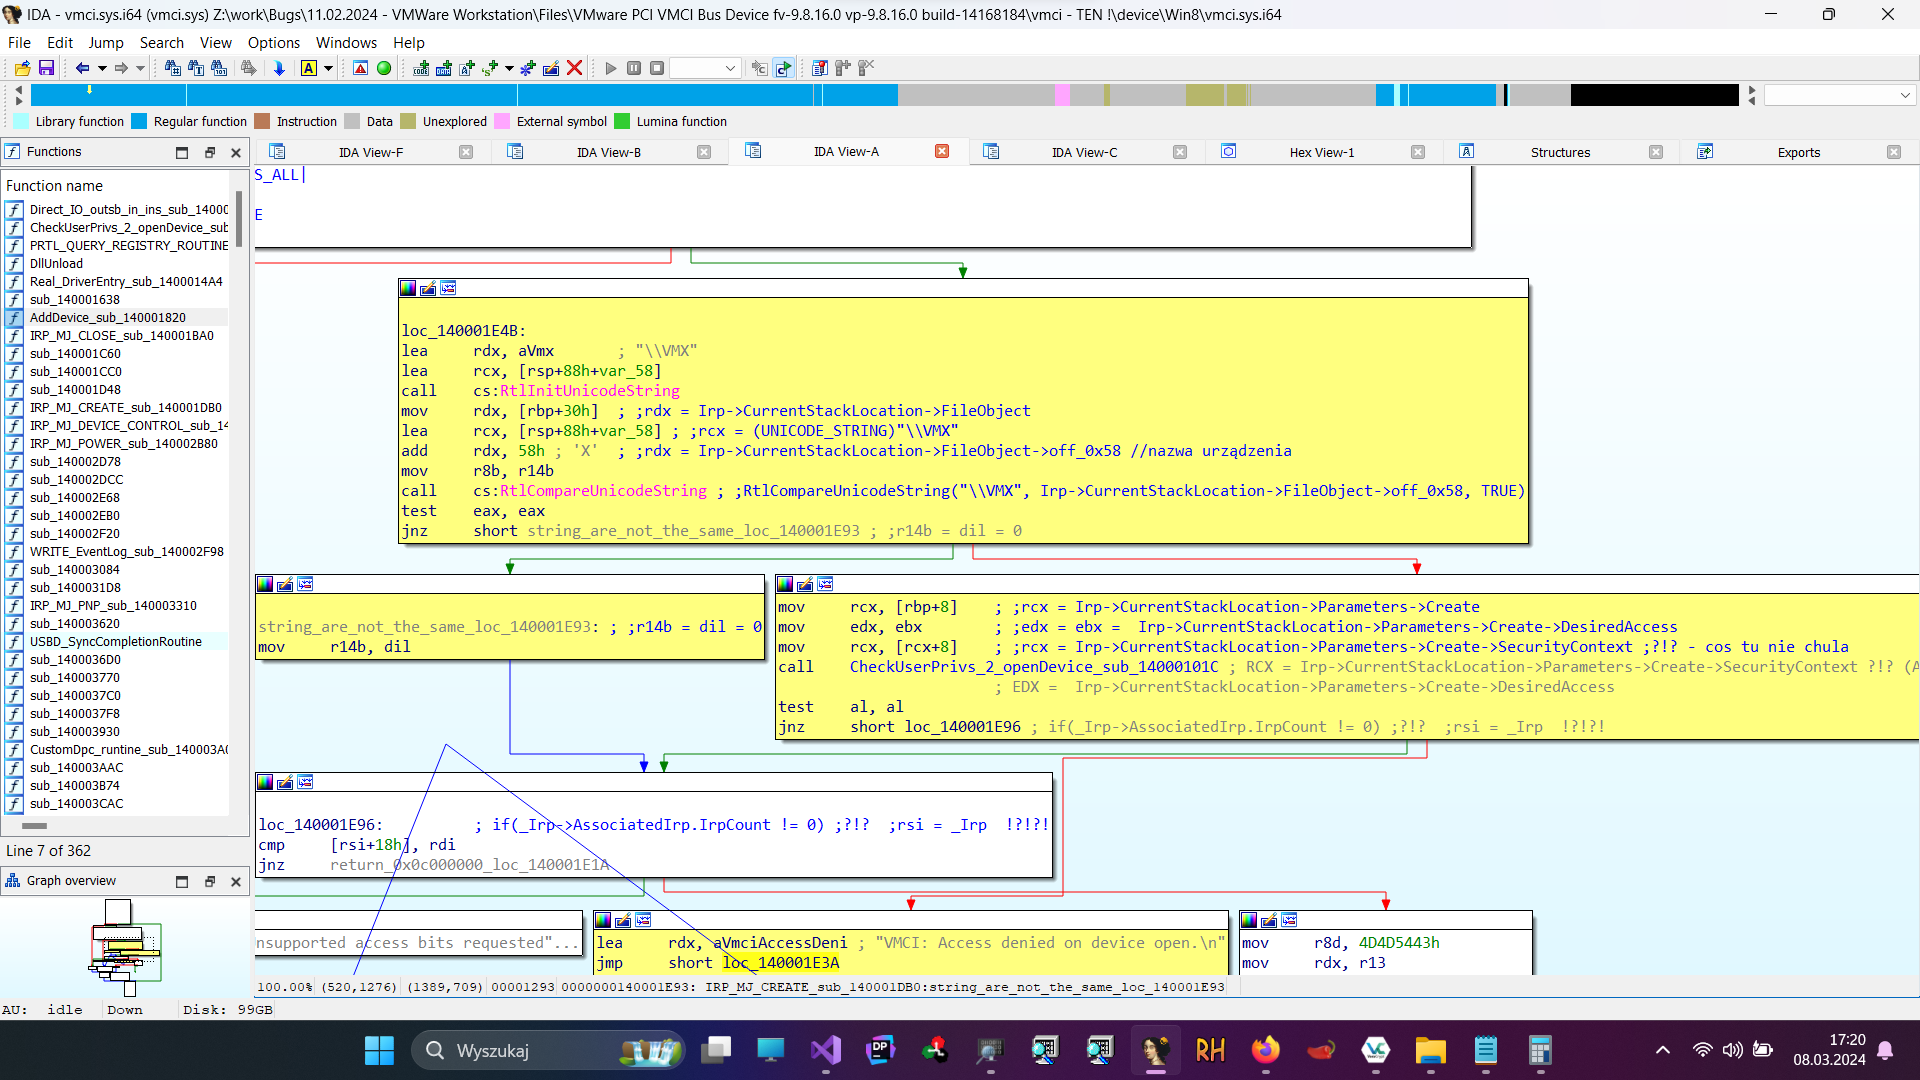 IDA - vmci.sys.i64 (vmci.sys) Z:\work\Bugs\11.02.2024 - VMWare Workstation\Files\VMware PCI VMCI Bus Device fv-9.8.16.0 vp-9.8.16.0 build-14168184\vmci - TEN !\device\Win8\vmci.sys.i64
File Edit Jump Search View Options Windows Help
Library function Regular function Instruction Data Unexplored External symbol Lumina function
Functions
IDA View-F IDA View-B IDA View-A IDA View-C Hex View-1 Structures Exports
Function name
Direct_IO_outsb_in_ins_sub_1400
CheckUserPrivs_2_openDevice_sub
PRTL_QUERY_REGISTRY_ROUTINE
DllUnload
Real_DriverEntry_sub_1400014A4
sub_140001638
AddDevice_sub_140001820
IRP_MJ_CLOSE_sub_140001BA0
sub_140001C60
sub_140001CC0
sub_140001D48
IRP_MJ_CREATE_sub_140001DB0
IRP_MJ_DEVICE_CONTROL_sub_14
IRP_MJ_POWER_sub_140002B80
sub_140002D78
sub_140002DCC
sub_140002E68
sub_140002EB0
sub_140002F20
WRITE_EventLog_sub_140002F98
sub_140003084
sub_1400031D8
IRP_MJ_PNP_sub_140003310
sub_140003620
USBD_SyncCompletionRoutine
sub_1400036D0
sub_140003770
sub_1400037C0
sub_1400037F8
sub_140003930
CustomDpc_runtine_sub_140003A0
sub_140003AAC
sub_140003B74
sub_140003CAC
Line 7 of 362
Graph overview
S_ALL|
E
loc_140001E4B:
lea rdx, aVmx ; "\\VMX"
lea rcx, [rsp+88h+var_58]
call cs:RtlInitUnicodeString
mov rdx, [rbp+30h] ; ;rdx = Irp->CurrentStackLocation->FileObject
lea rcx, [rsp+88h+var_58] ; ;rcx = (UNICODE_STRING)"\\VMX"
add rdx, 58h ; 'X' ; ;rdx = Irp->CurrentStackLocation->FileObject->off_0x58 //nazwa urządzenia
mov r8b, r14b
call cs:RtlCompareUnicodeString ; ;RtlCompareUnicodeString("\\VMX", Irp->CurrentStackLocation->FileObject->off_0x58, TRUE)
test eax, eax
jnz short string_are_not_the_same_loc_140001E93 ; ;r14b = dil = 0
string_are_not_the_same_loc_140001E93: ; ;r14b = dil = 0
mov r14b, dil
mov rcx, [rbp+8] ; ;rcx = Irp->CurrentStackLocation->Parameters->Create
mov edx, ebx ; ;edx = ebx = Irp->CurrentStackLocation->Parameters->Create->DesiredAccess
mov rcx, [rcx+8] ; ;rcx = Irp->CurrentStackLocation->Parameters->Create->SecurityContext ;?!? - cos tu nie chula
call CheckUserPrivs_2_openDevice_sub_14000101C ; RCX = Irp->CurrentStackLocation->Parameters->Create->SecurityContext ?!? (A
; EDX = Irp->CurrentStackLocation->Parameters->Create->DesiredAccess
test al, al
jnz short loc_140001E96 ; if(_Irp->AssociatedIrp.IrpCount != 0) ;?!? ;rsi = _Irp !?!?!
loc_140001E96: ; if(_Irp->AssociatedIrp.IrpCount != 0) ;?!? ;rsi = _Irp !?!?!
cmp [rsi+18h], rdi
jnz return_0x0c000000_loc_140001E1A
nsupported access bits requested"...
lea rdx, aVmciAccessDeni ; "VMCI: Access denied on device open.\n"
jmp short loc_140001E3A
mov r8d, 4D4D5443h
mov rdx, r13
100.00% (520,1276) (1389,709) 00001293 0000000140001E93: IRP_MJ_CREATE_sub_140001DB0:string_are_not_the_same_loc_140001E93
AU: idle Down Disk: 99GB
Wyszukaj
17:20
08.03.2024